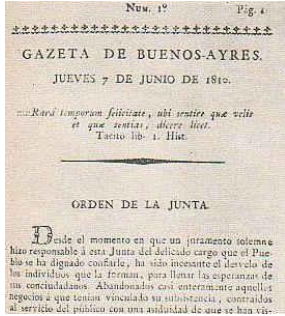 Num. 1º Pág. 1.
GAZETA DE BUENOS-AYRES.
JUEVES 7 DE JUNIO DE 1810.
...Rará temporum felicitate, ubi sentire quæ velis
et quæ sentias, dicere licet.
Tacito lib- 1. Hist.
ORDEN DE LA JUNTA.
Desde el momento en que un juramento solemne
hizo responsable á esta Junta del delicado cargo que el Pue-
blo se ha dignado confiarle, ha sido incesante el desvelo de
los individuos que la forman, para llenar las esperanzas de
sus conciudadanos. Abandonados casi enteramente aquellos
negocios á que tenian vinculado su subsistencia, contraidos
al servicio del público con una asiduidad de que se han vis-